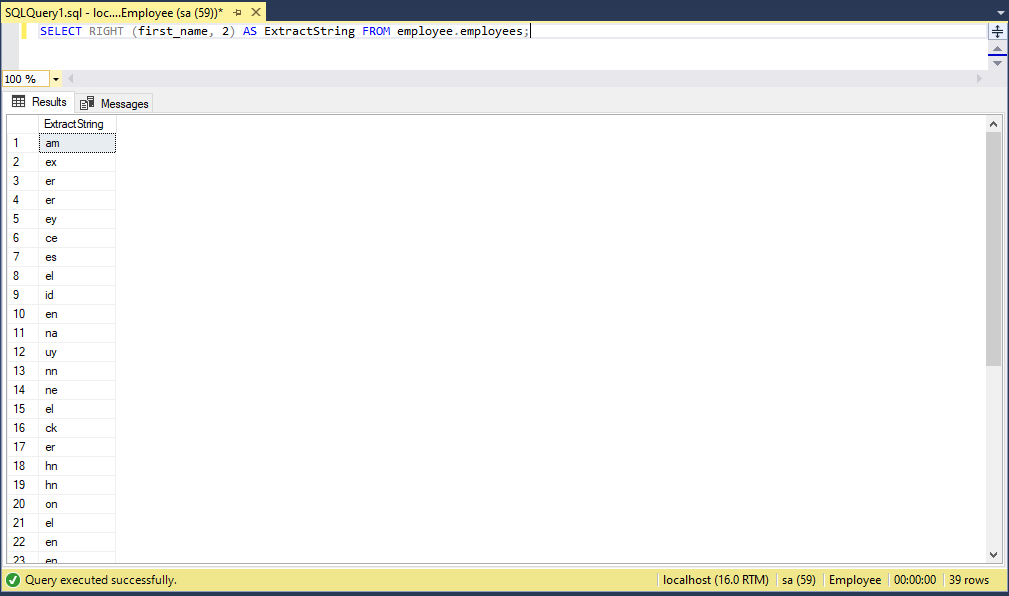 SQLQuery1.sql - loc....Employee (sa (59))*
SELECT RIGHT (first_name, 2) AS ExtractString FROM employee.employees;
100 %
Results Messages
ExtractString
1 am
2 ex
3 er
4 er
5 ey
6 ce
7 es
8 el
9 id
10 en
11 na
12 uy
13 nn
14 ne
15 el
16 ck
17 er
18 hn
19 hn
20 on
21 el
22 en
23 en
Query executed successfully. localhost (16.0 RTM) sa (59) Employee 00:00:00 39 rows